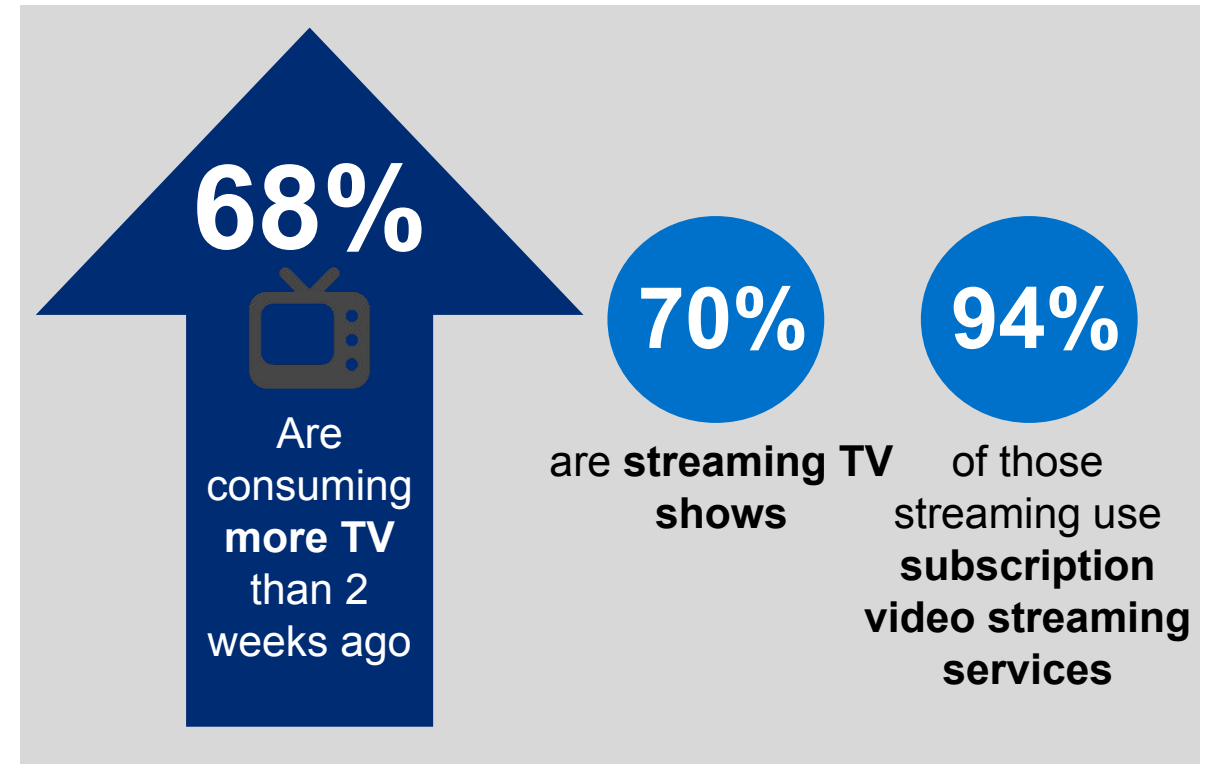 68%
Are
consuming
more TV
than 2
weeks ago
70%
are streaming TV
shows
94%
of those
streaming use
subscription
video streaming
services